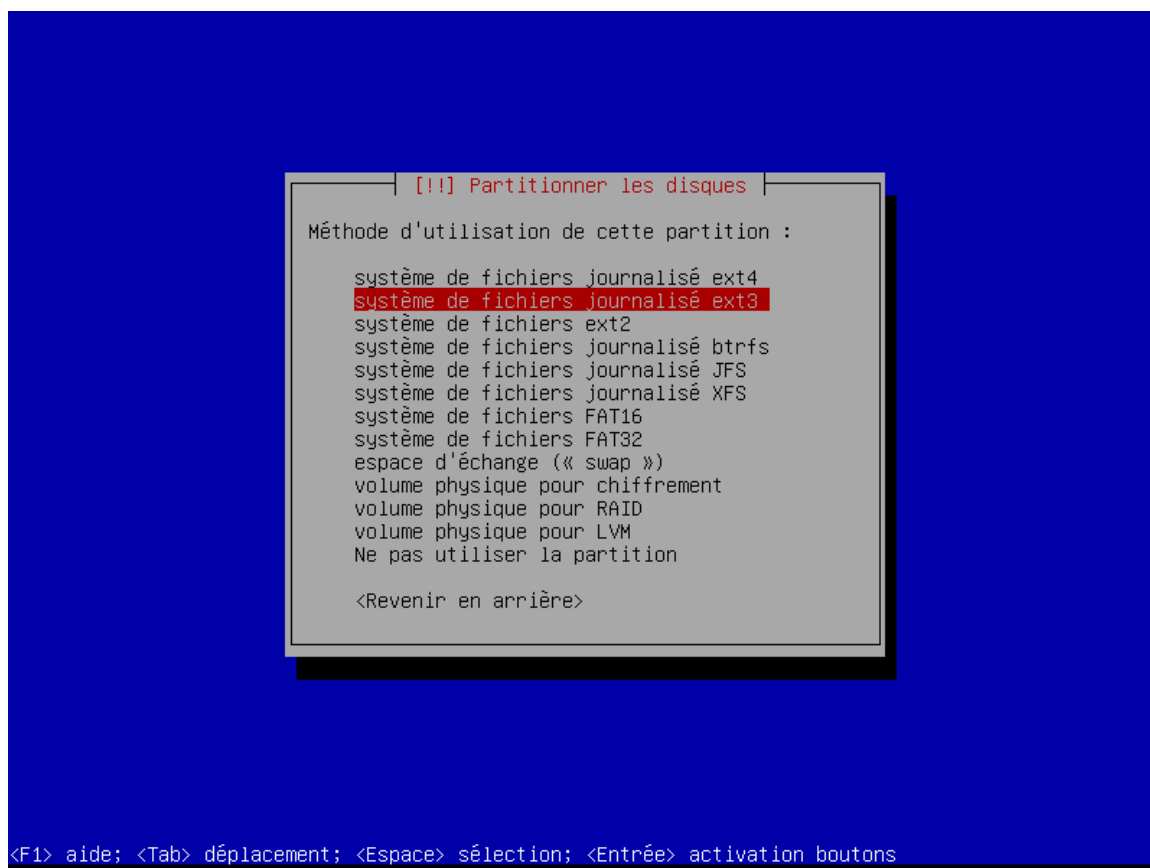 [!!] Partitionner les disques
Méthode d'utilisation de cette partition :
système de fichiers journalisé ext4
système de fichiers journalisé ext3
système de fichiers ext2
système de fichiers journalisé btrfs
système de fichiers journalisé JFS
système de fichiers journalisé XFS
système de fichiers FAT16
système de fichiers FAT32
espace d'échange (« swap »)
volume physique pour chiffrement
volume physique pour RAID
volume physique pour LVM
Ne pas utiliser la partition
<Revenir en arrière>
<F1> aide; <Tab> déplacement; <Espace> sélection; <Entrée> activation boutons